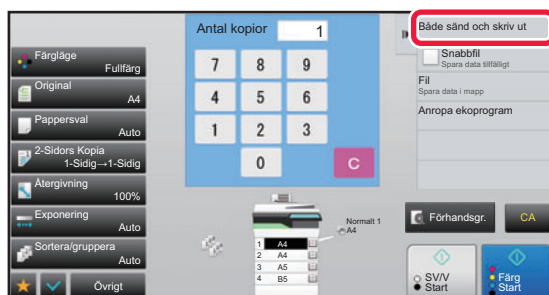 Antal kopior
1
Både sänd och skriv ut
Färgläge
Fullfärg
Original
A4
Pappersval
Auto
2-Sidors Kopia
1-Sidig→1-Sidig
Återgivning
100%
Exponering
Auto
Sortera/gruppera
Auto
Övrigt
7 8 9
4 5 6
1 2 3
0 C
Normalt 1
A4
1 A4
2 A4
3 A5
4 B5
Snabbfil
Spara data tillfälligt
Fil
Spara data i mapp
Anropa ekoprogram
Förhandsgr.
CA
SV/V
Start
Färg
Start